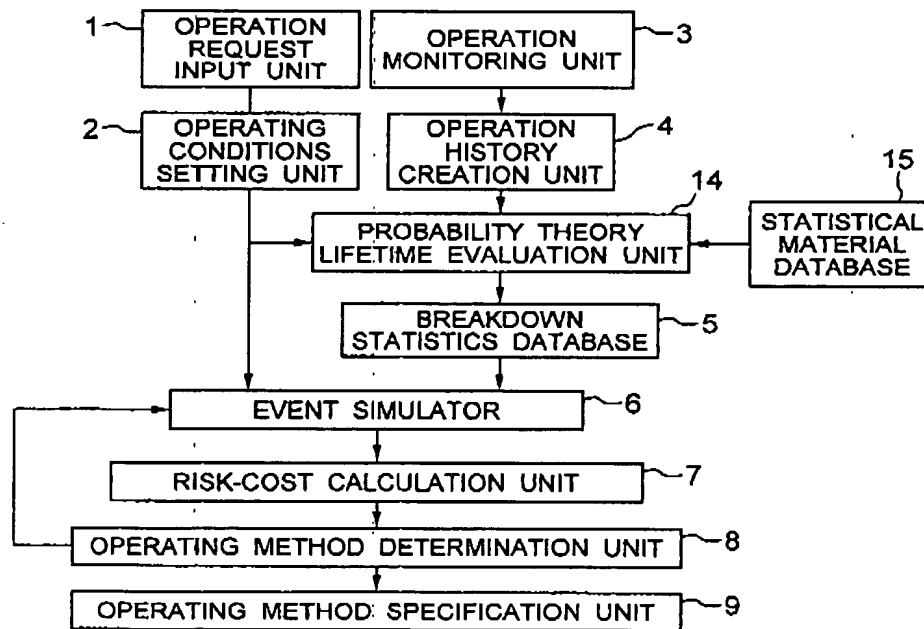 1
OPERATION
REQUEST
INPUT UNIT
OPERATION
MONITORING UNIT
3
2
OPERATING
CONDITIONS
SETTING UNIT
OPERATION
HISTORY
CREATION UNIT
4
14
PROBABILITY THEORY
LIFETIME EVALUATION UNIT
15
STATISTICAL
MATERIAL
DATABASE
BREAKDOWN
STATISTICS DATABASE
5
EVENT SIMULATOR
6
RISK-COST CALCULATION UNIT
7
OPERATING METHOD DETERMINATION UNIT
8
OPERATING METHOD SPECIFICATION UNIT
9